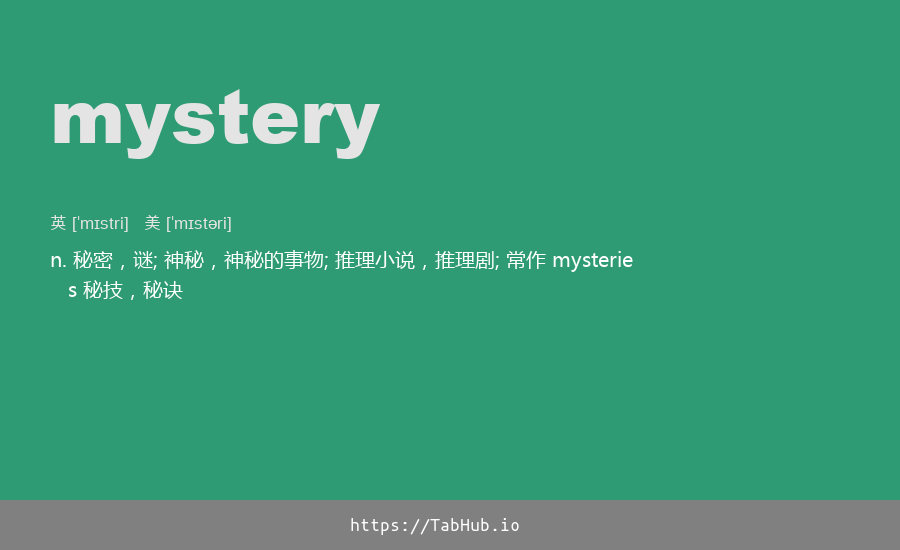 mystery
英 [ˈmɪstri]   美 [ˈmɪstəri]
n. 秘密，谜; 神秘，神秘的事物; 推理小说，推理剧; 常作 mysterie
s 秘技，秘诀
https://TabHub.io